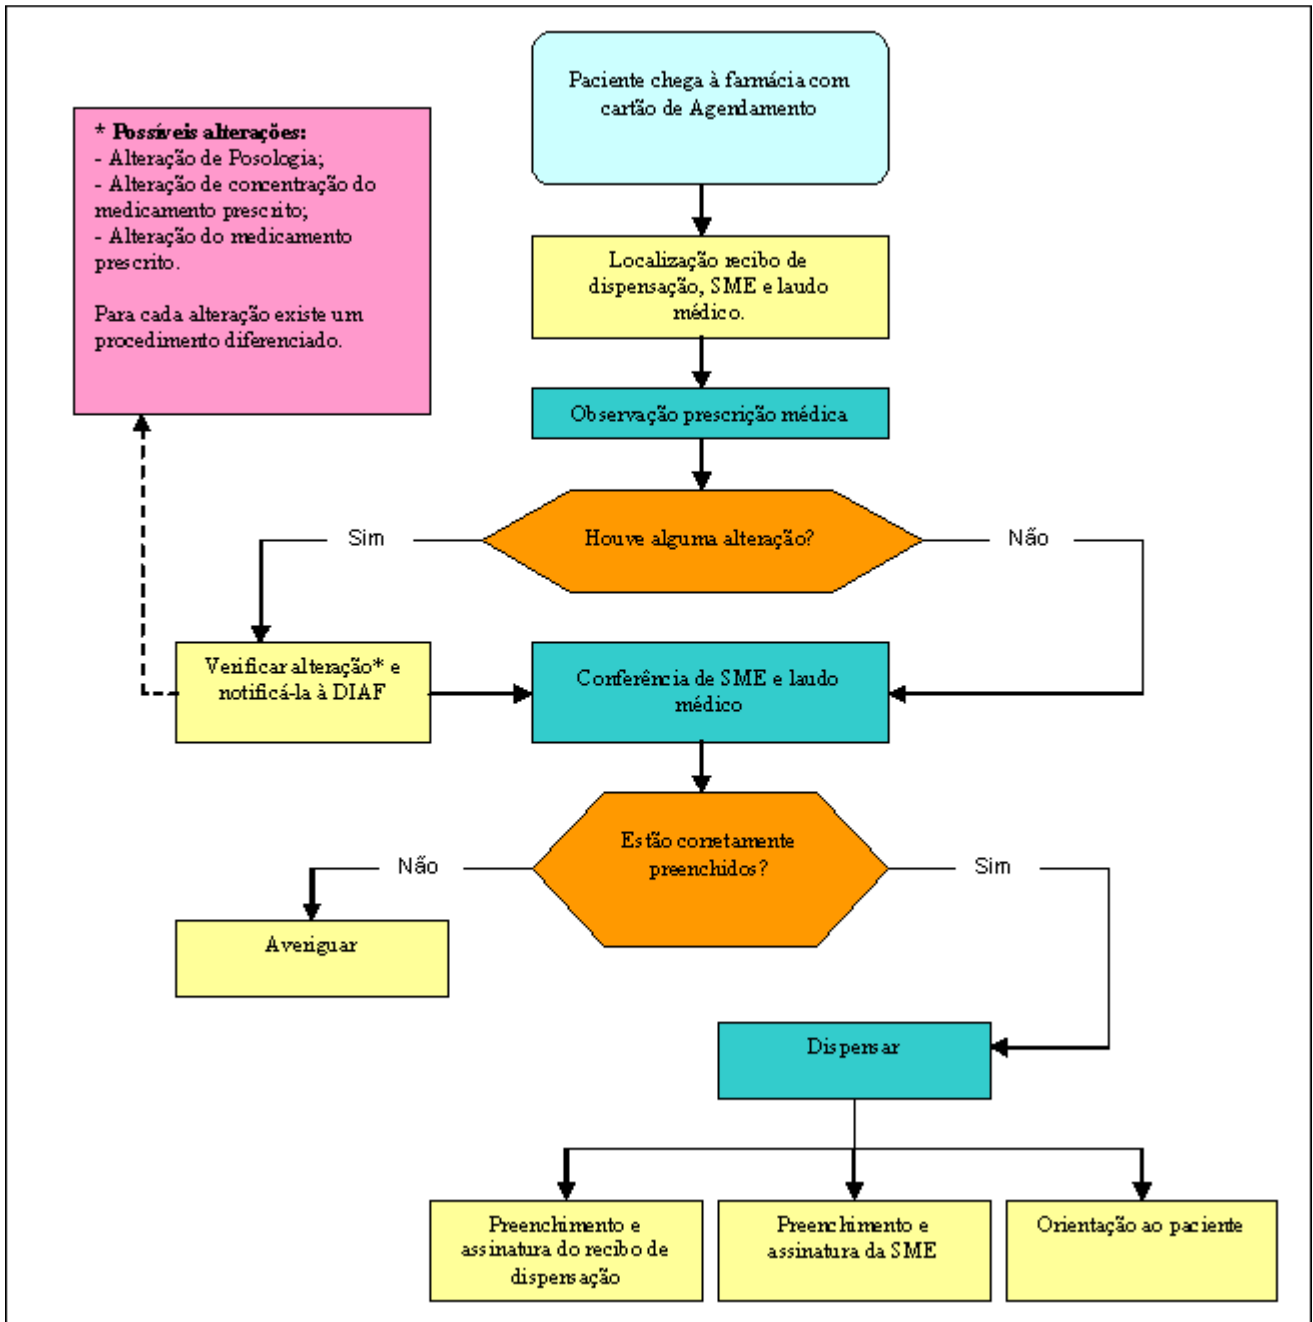 Paciente chega à farmácia com
cartão de Agendamento
* Possíveis alterações:
- Alteração de Posologia;
- Alteração de concentração do
medicamento prescrito;
- Alteração do medicamento
prescrito.
Para cada alteração existe um
procedimento diferenciado.
Localização recibo de
dispensação, SME e laudo
médico.
Observação prescrição médica
Houve alguma alteração?
Sim
Não
Verificar alteração* e
notificá-la à DIAF
Conferência de SME e laudo
médico
Estão corretamente
preenchidos?
Não
Sim
Averiguar
Dispensar
Preenchimento e
assinatura do recibo de
dispensação
Preenchimento e
assinatura da SME
Orientação ao paciente